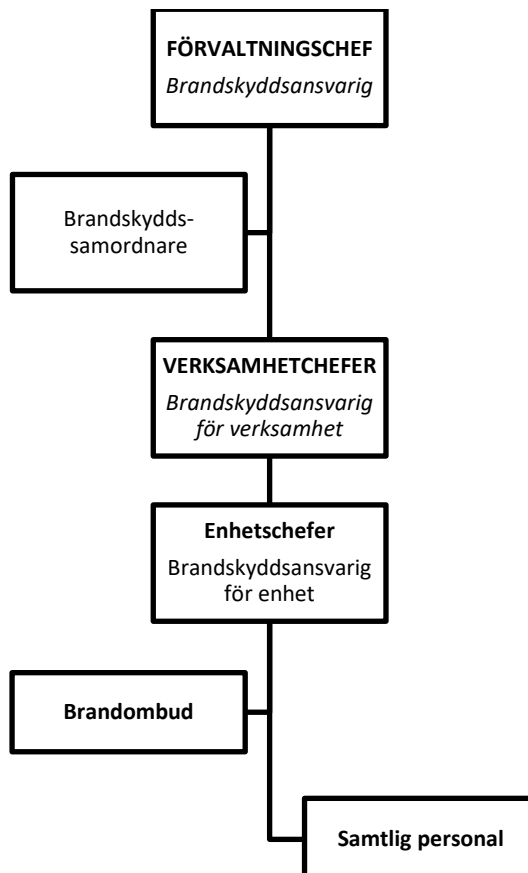 FÖRVALTNINGSCHEF
Brandskyddsansvarig
Brandskydds-
samordnare
VERKSAMHETCHEFER
Brandskyddsansvarig
för verksamhet
Enhetschefer
Brandskyddsansvarig
för enhet
Brandombud
Samtlig personal